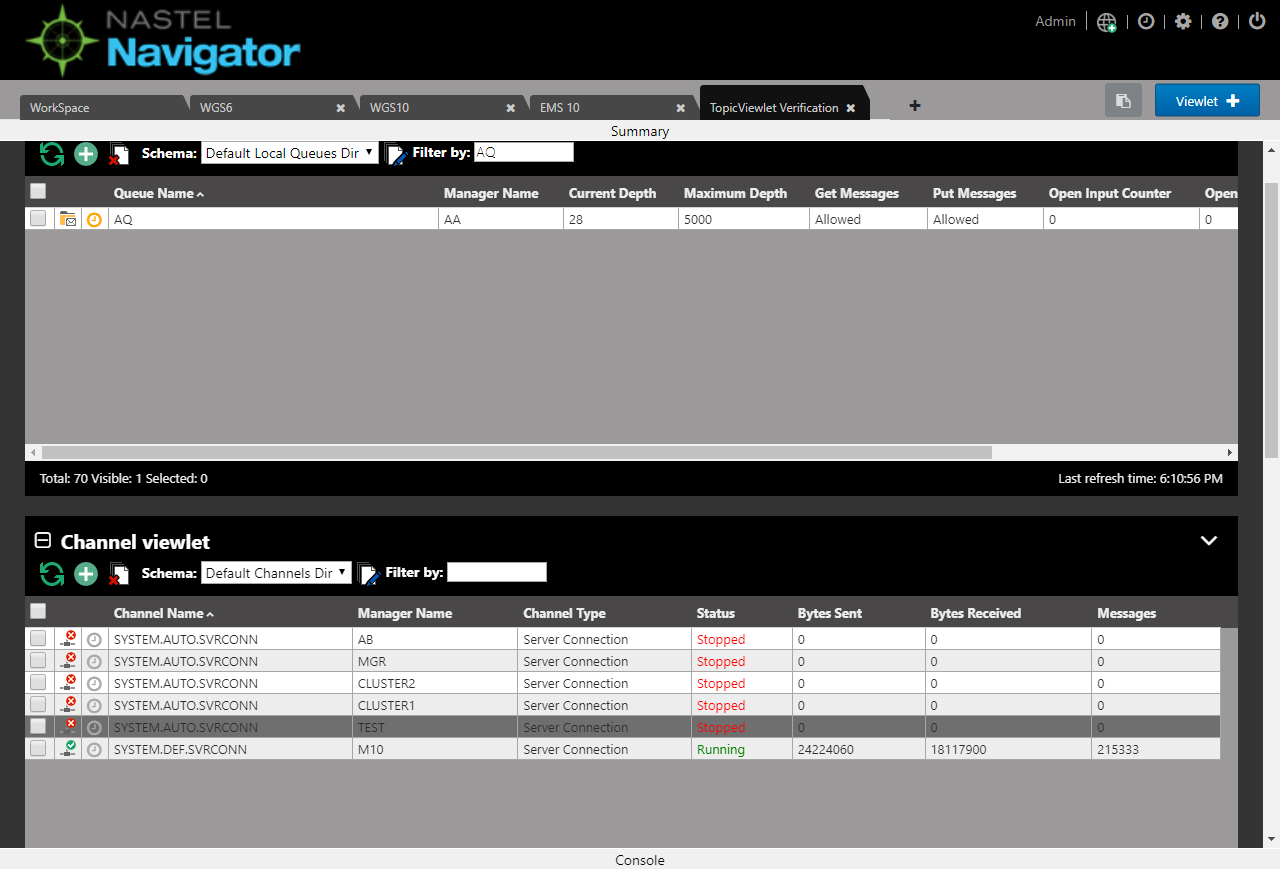 NASTEL
Navigator
Admin
WorkSpace WGS6 WGS10 EMS 10 TopicViewlet Verification Viewlet
Summary
Schema: Default Local Queues Dir Filter by: AQ
Queue Name Manager Name Current Depth Maximum Depth Get Messages Put Messages Open Input Counter Open
AQ AA 28 5000 Allowed Allowed 0 0
Total: 70 Visible: 1 Selected: 0 Last refresh time: 6:10:56 PM
Channel viewlet
Schema: Default Channels Dir Filter by:
Channel Name Manager Name Channel Type Status Bytes Sent Bytes Received Messages
SYSTEM.AUTO.SVRCONN AB Server Connection Stopped 0 0 0
SYSTEM.AUTO.SVRCONN MGR Server Connection Stopped 0 0 0
SYSTEM.AUTO.SVRCONN CLUSTER2 Server Connection Stopped 0 0 0
SYSTEM.AUTO.SVRCONN CLUSTER1 Server Connection Stopped 0 0 0
SYSTEM.AUTO.SVRCONN TEST Server Connection Stopped 0 0 0
SYSTEM.DEF.SVRCONN M10 Server Connection Running 24224060 18117900 215333
Console